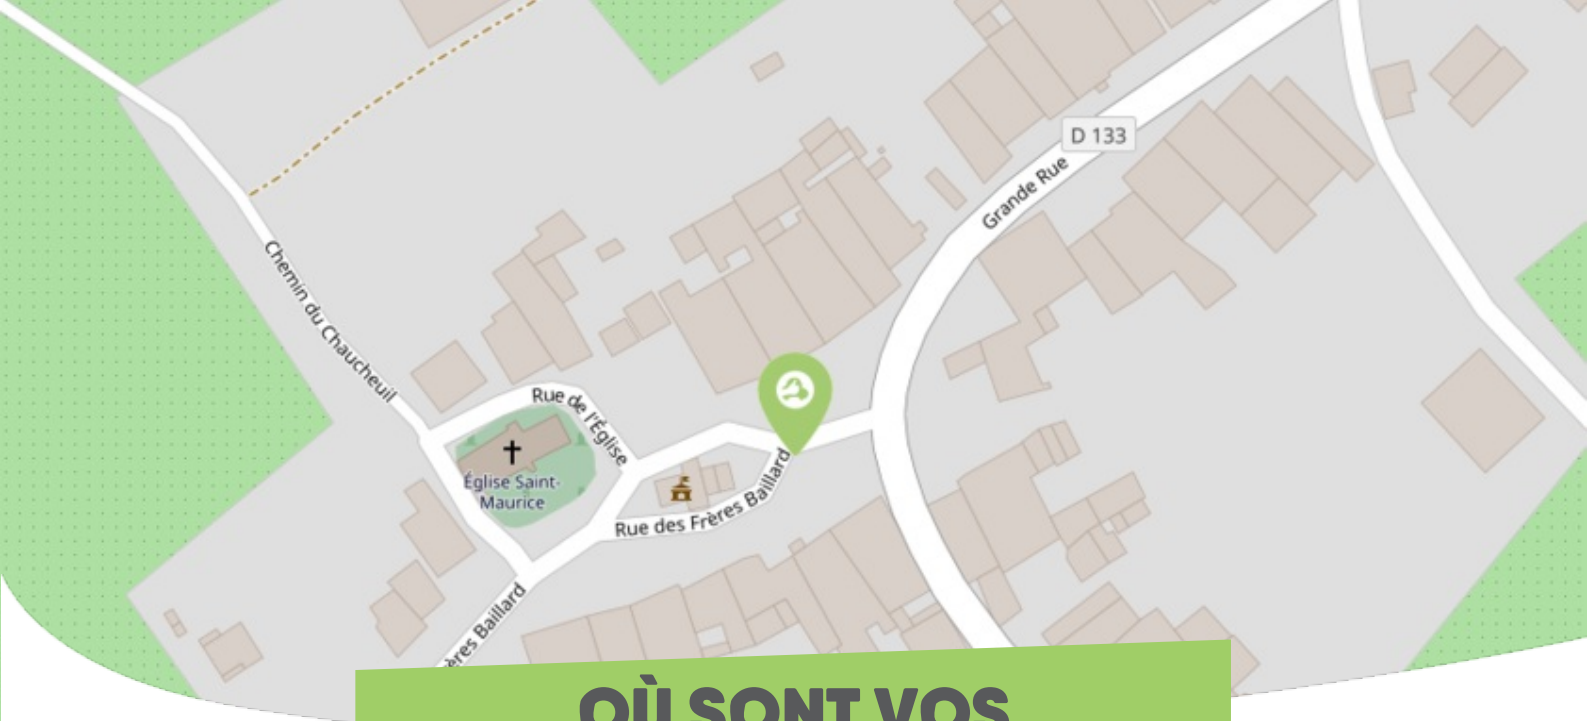 D 133
Grande Rue
Chemin du Chaucheuil
Rue de l'Église
Église Saint-
Maurice
Rue des Frères Baillard
ères Baillard
OÙ SONT VOS